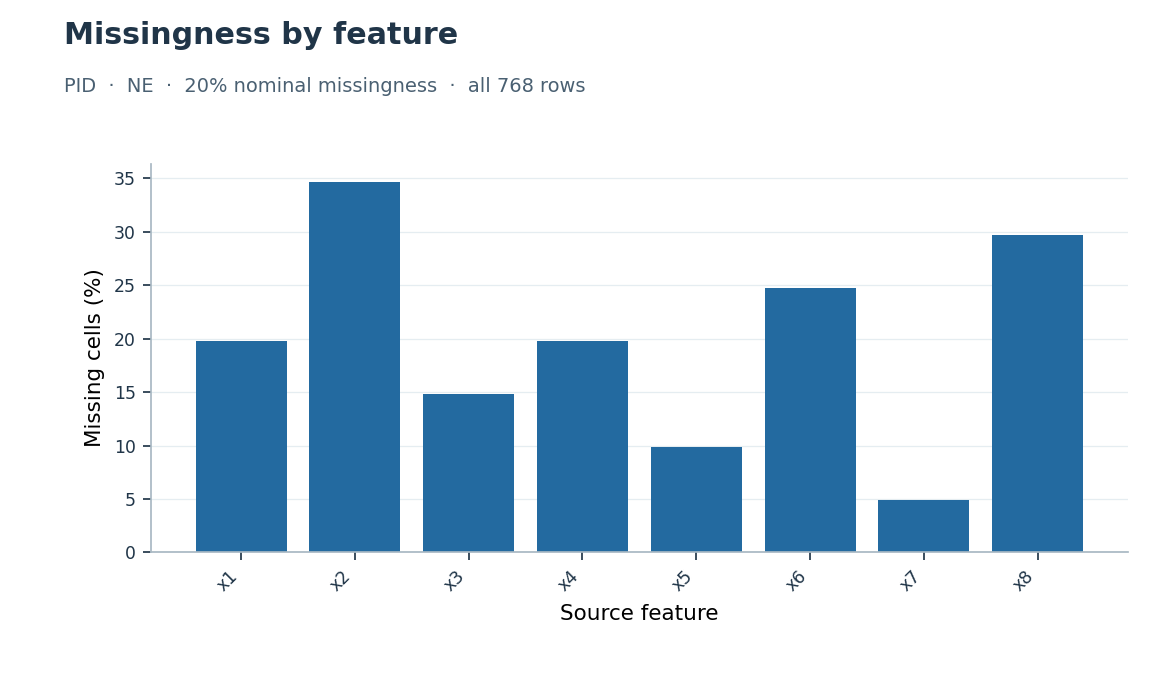 Missingness by feature
PID · NE · 20% nominal missingness · all 768 rows
35
30
25
20
15
10
5
0
Missing cells (%)
x1 x2 x3 x4 x5 x6 x7 x8
Source feature